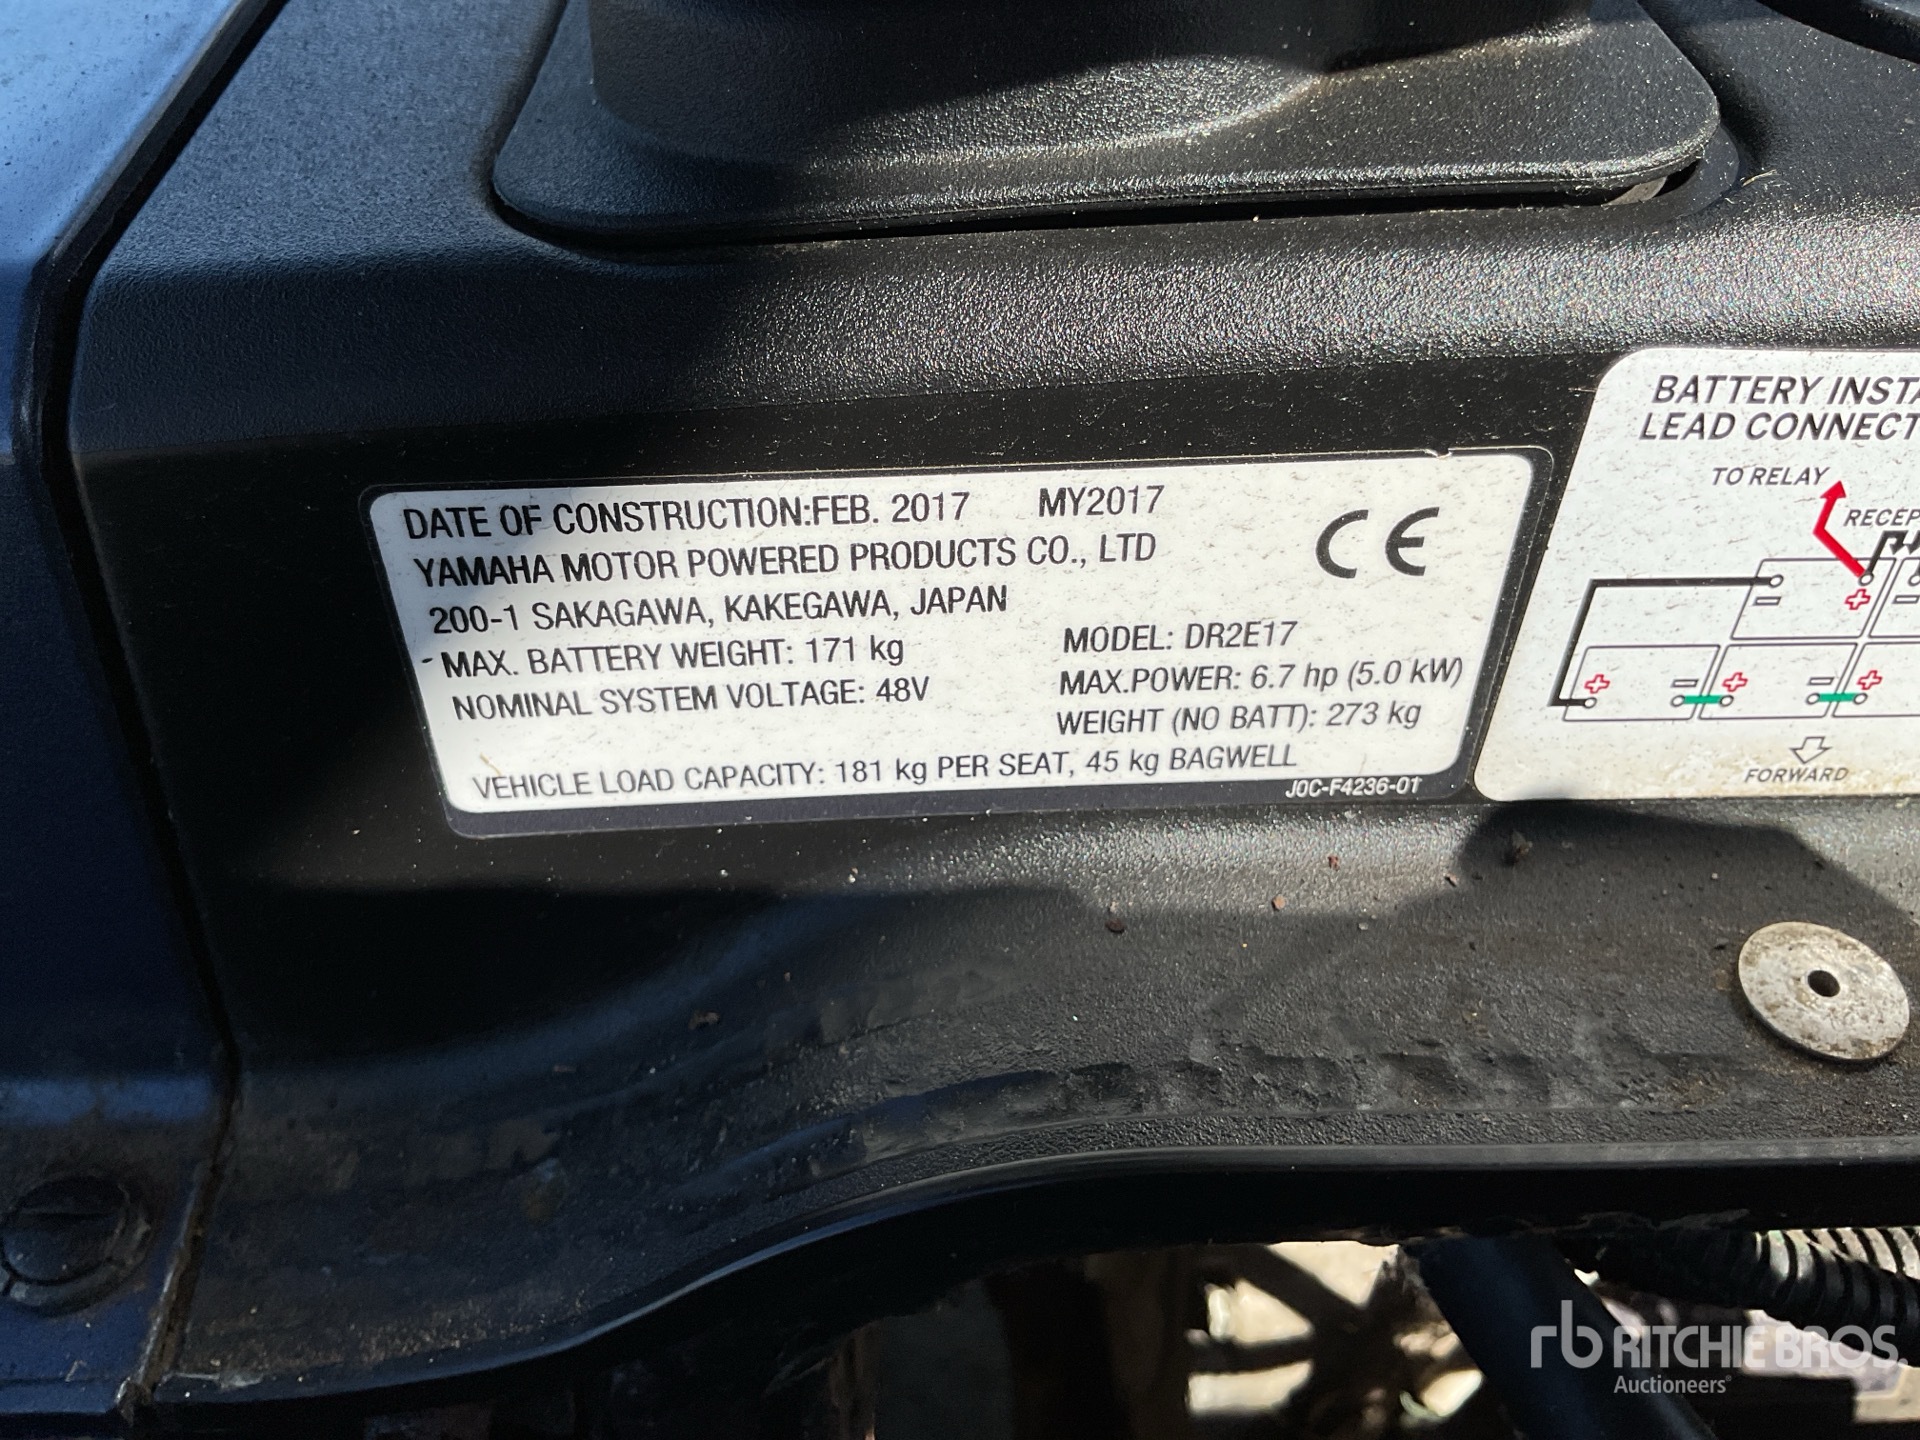 DATE OF CONSTRUCTION:FEB. 2017 MY2017
YAMAHA MOTOR POWERED PRODUCTS CO., LTD
200-1 SAKAGAWA, KAKEGAWA, JAPAN
CE
MAX. BATTERY WEIGHT: 171 kg
NOMINAL SYSTEM VOLTAGE: 48V
MODEL: DR2E17
MAX.POWER: 6.7 hp (5.0 kW)
WEIGHT (NO BATT): 273 kg
VEHICLE LOAD CAPACITY: 181 kg PER SEAT, 45 kg BAGWELL
J0C-F4236-01
BATTERY INSTA
LEAD CONNECT
TO RELAY
RECEP
FORWARD
rb RITCHIE BROS.
Auctioneers